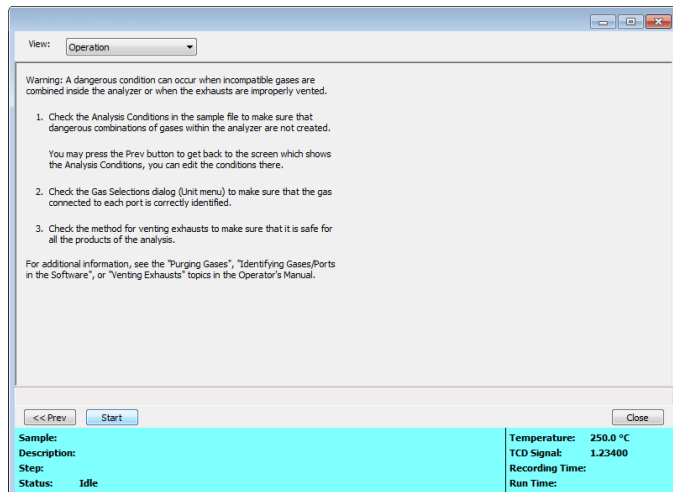 View: Operation
Warning: A dangerous condition can occur when incompatible gases are
combined inside the analyzer or when the exhausts are improperly vented.
1. Check the Analysis Conditions in the sample file to make sure that
dangerous combinations of gases within the analyzer are not created.
You may press the Prev button to get back to the screen which shows
the Analysis Conditions, you can edit the conditions there.
2. Check the Gas Selections dialog (Unit menu) to make sure that the gas
connected to each port is correctly identified.
3. Check the method for venting exhausts to make sure that it is safe for
all the products of the analysis.
For additional information, see the "Purging Gases", "Identifying Gases/Ports
in the Software", or "Venting Exhausts" topics in the Operator's Manual.
<< Prev Start Close
Sample:
Description:
Step:
Status: Idle
Temperature: 250.0 °C
TCD Signal: 1.23400
Recording Time:
Run Time: